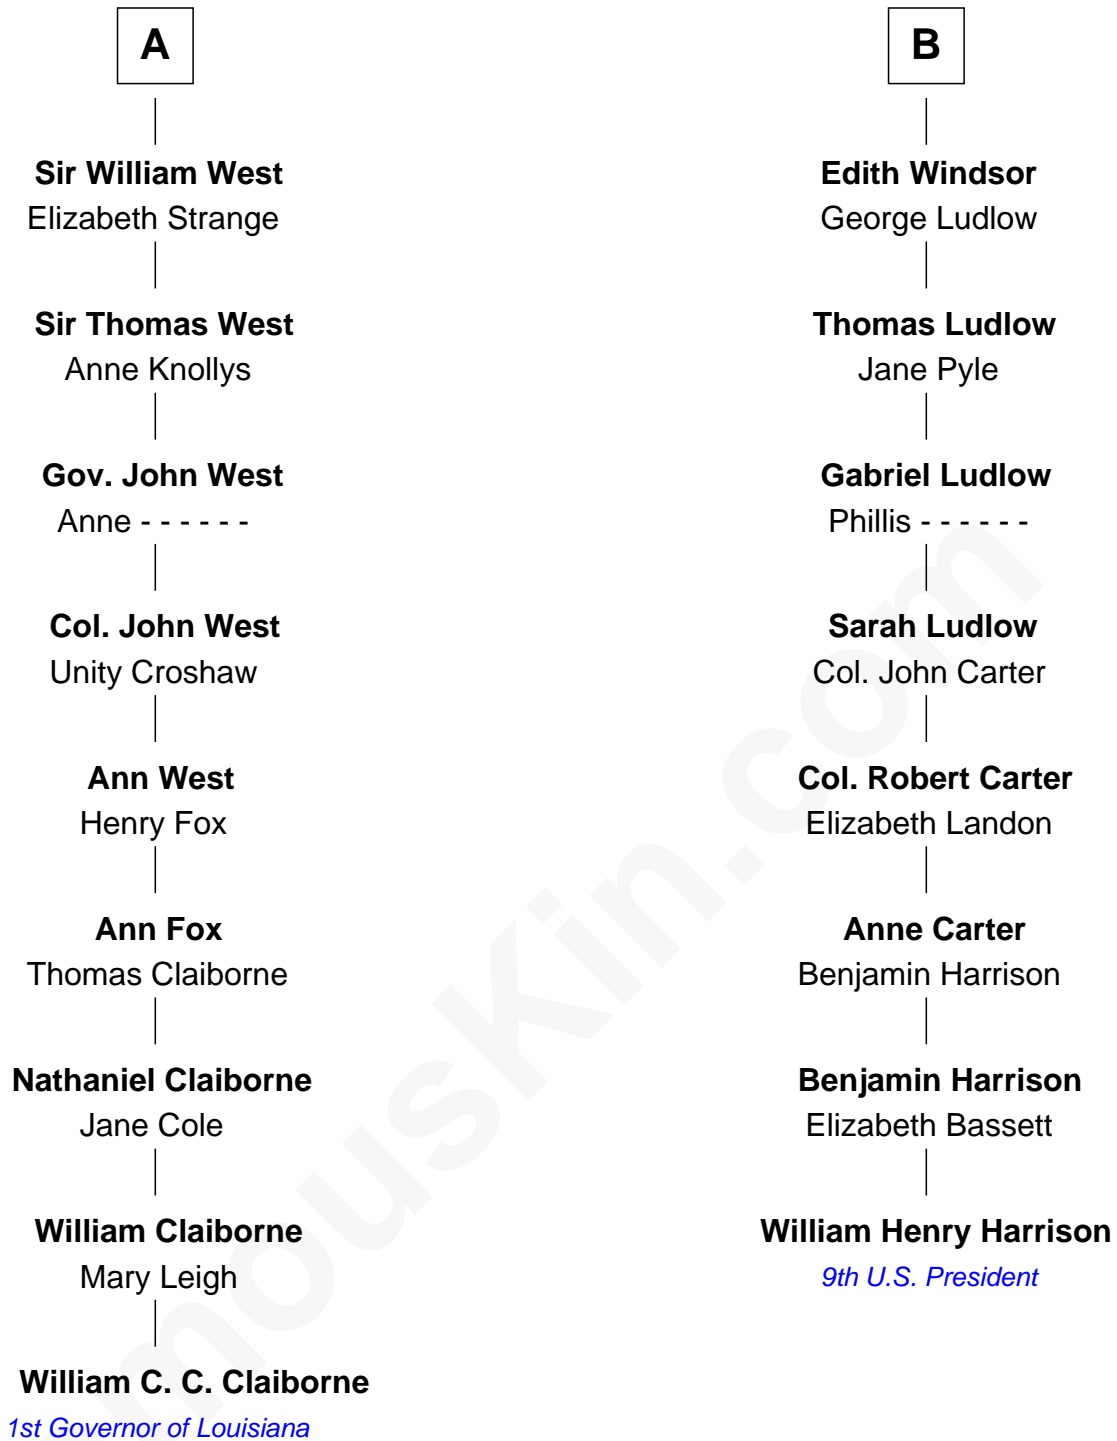 A
Sir William West
Elizabeth Strange
Sir Thomas West
Anne Knollys
Gov. John West
Anne - - - - - -
Col. John West
Unity Croshaw
Ann West
Henry Fox
Ann Fox
Thomas Claiborne
Nathaniel Claiborne
Jane Cole
William Claiborne
Mary Leigh
William C. C. Claiborne
1st Governor of Louisiana
B
Edith Windsor
George Ludlow
Thomas Ludlow
Jane Pyle
Gabriel Ludlow
Phillis - - - - - -
Sarah Ludlow
Col. John Carter
Col. Robert Carter
Elizabeth Landon
Anne Carter
Benjamin Harrison
Benjamin Harrison
Elizabeth Bassett
William Henry Harrison
9th U.S. President
mousKin.com